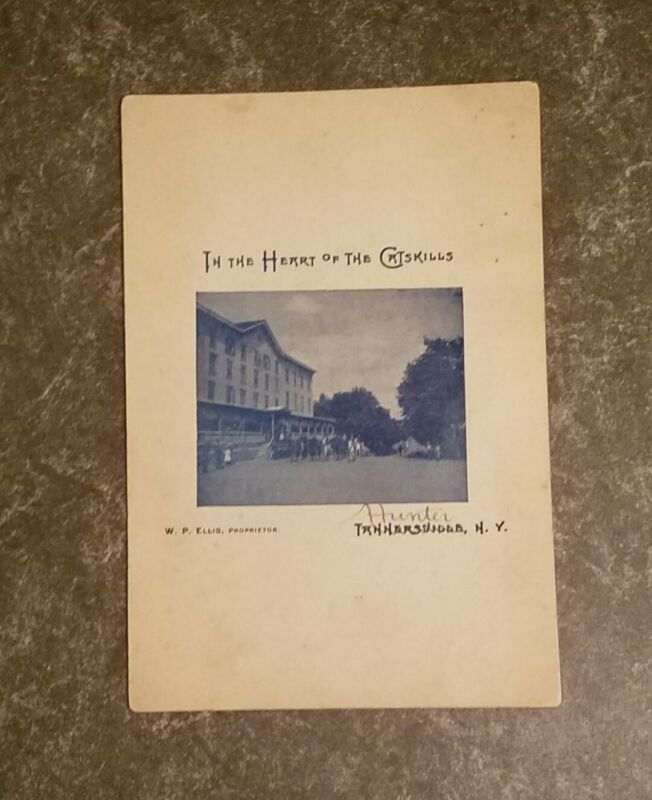 In the Heart of the Catskills
Hunter
W. P. Ellis, Proprietor. Tannersville, N. Y.